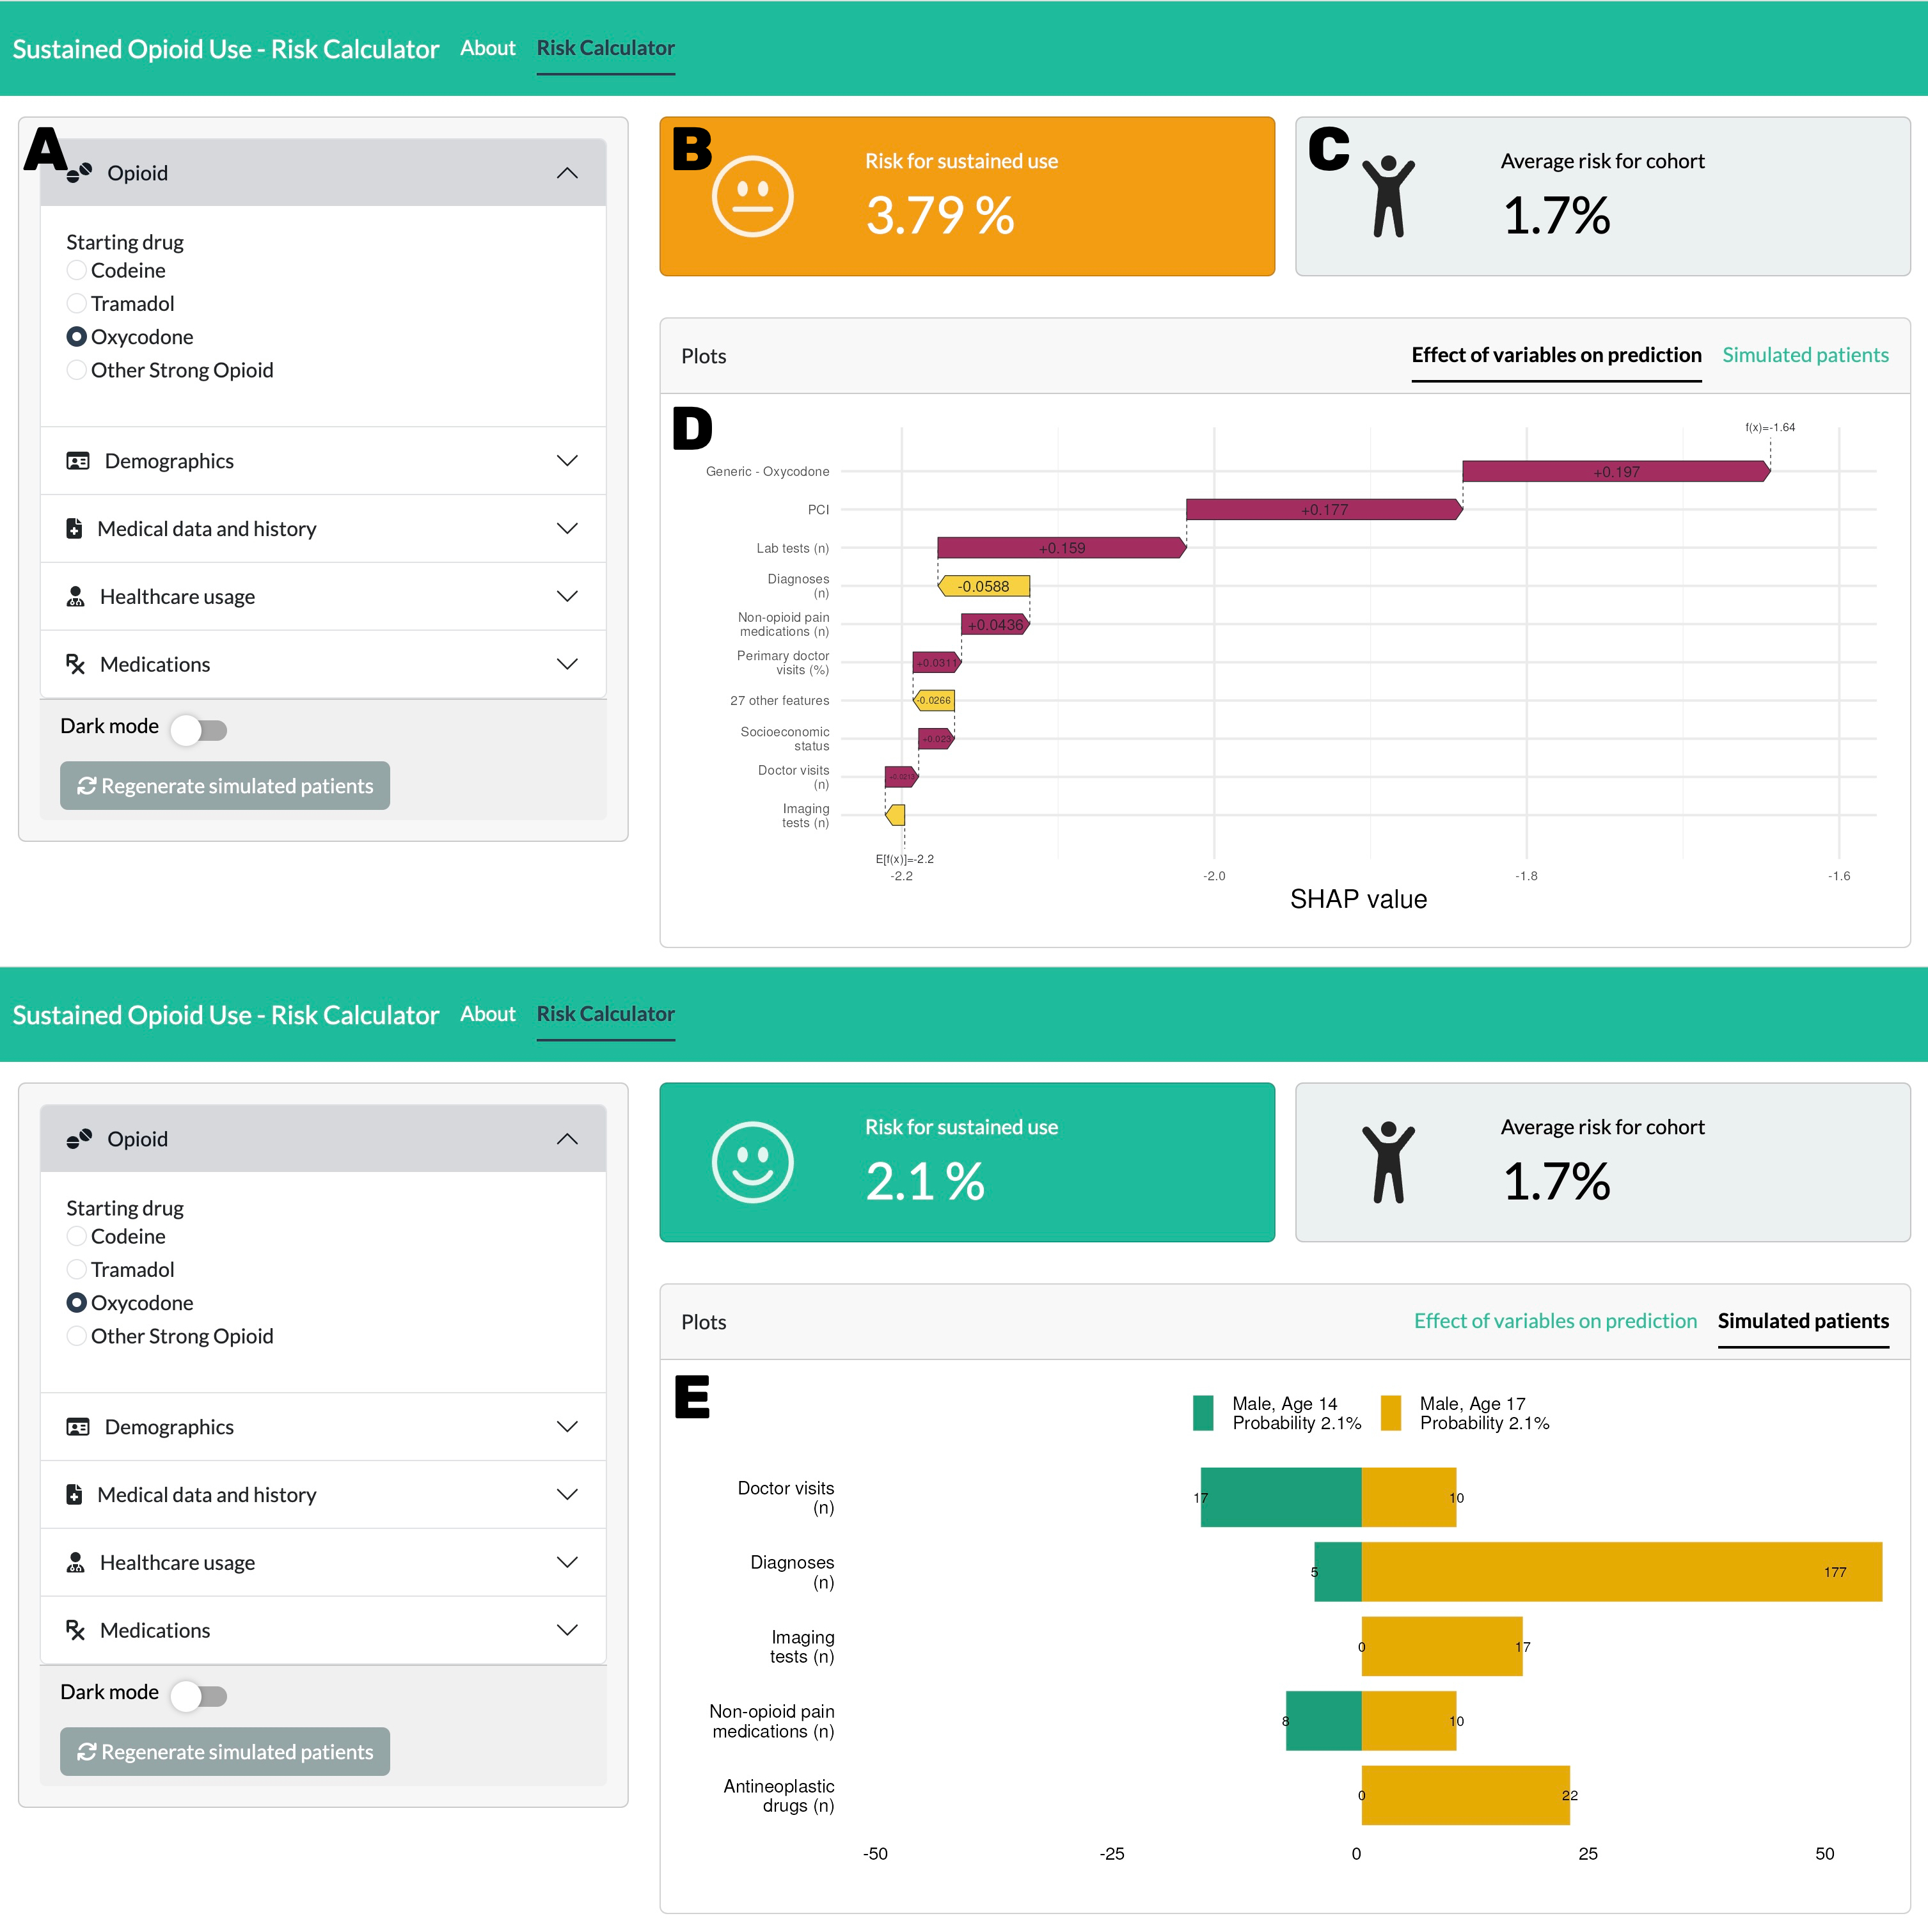 Sustained Opioid Use - Risk Calculator About Risk Calculator
A
Opioid
Starting drug
Codeine
Tramadol
Oxycodone
Other Strong Opioid
Demographics
Medical data and history
Healthcare usage
Medications
Dark mode
Regenerate simulated patients
B
Risk for sustained use
3.79 %
C
Average risk for cohort
1.7%
Plots
Effect of variables on prediction Simulated patients
D
f(x)=-1.64
Generic - Oxycodone
+0.197
PCI
+0.177
Lab tests (n)
+0.159
Diagnoses
(n)
-0.0588
Non-opioid pain
medications (n)
+0.0436
Perimary doctor
visits (%)
+0.0311
27 other features
-0.0266
Socioeconomic
status
+0.023
Doctor visits
(n)
Imaging
tests (n)
E[f(x)]=-2.2
-2.2 -2.0 -1.8 -1.6
SHAP value
Sustained Opioid Use - Risk Calculator About Risk Calculator
Opioid
Starting drug
Codeine
Tramadol
Oxycodone
Other Strong Opioid
Demographics
Medical data and history
Healthcare usage
Medications
Dark mode
Regenerate simulated patients
Risk for sustained use
2.1 %
Average risk for cohort
1.7%
Plots
Effect of variables on prediction Simulated patients
E
Male, Age 14
Probability 2.1%
Male, Age 17
Probability 2.1%
Doctor visits
(n)
17 10
Diagnoses
(n)
5 177
Imaging
tests (n)
0 17
Non-opioid pain
medications (n)
8 10
Antineoplastic
drugs (n)
0 22
-50 -25 0 25 50